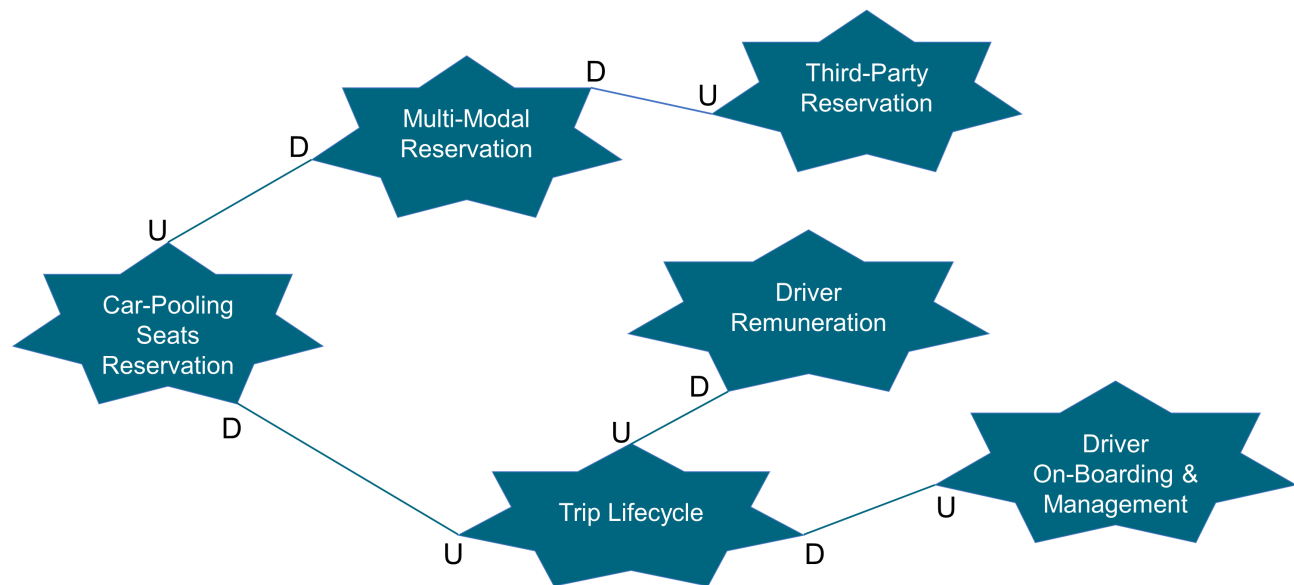 D
Third-Party
Reservation
U
Multi-Modal
Reservation
D
U
Car-Pooling
Seats
Reservation
Driver
Remuneration
D
D
U
Driver
On-Boarding &
Management
U
Trip Lifecycle
U
D